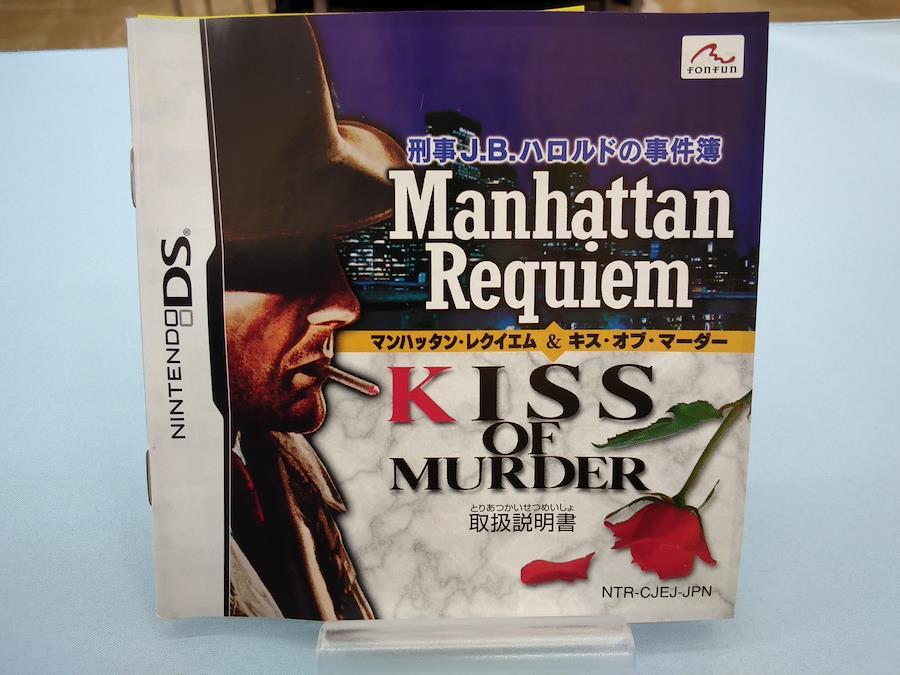 fonfun
刑事J.B.ハロルドの事件簿
Manhattan
Requiem
マンハッタン・レクイエム & キス・オブ・マーダー
KISS
OF
MURDER
とりあつかいせつめいしょ
取扱説明書
NTR-CJEJ-JPN
NINTENDO DS®